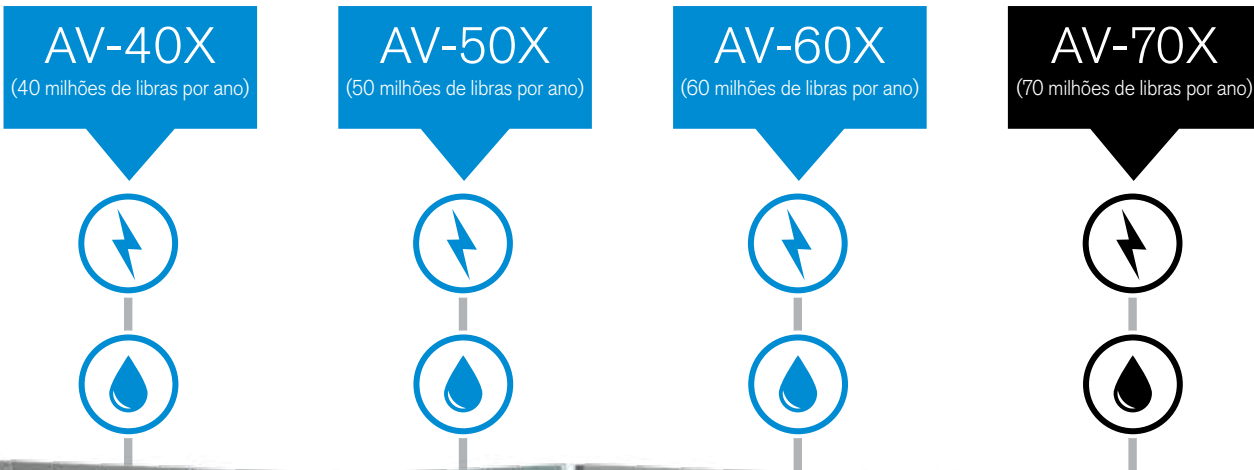 AV-40X
(40 milhões de libras por ano)
AV-50X
(50 milhões de libras por ano)
AV-60X
(60 milhões de libras por ano)
AV-70X
(70 milhões de libras por ano)